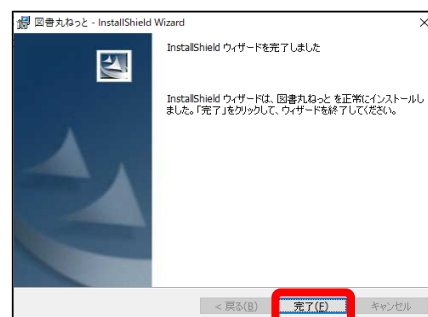 図書丸ねっと - InstallShield Wizard
InstallShield ウィザードを完了しました
InstallShield ウィザードは、図書丸ねっと を正常にインストールし
ました。「完了」をクリックして、ウィザードを終了してください。
< 戻る(B) 完了(F) キャンセル